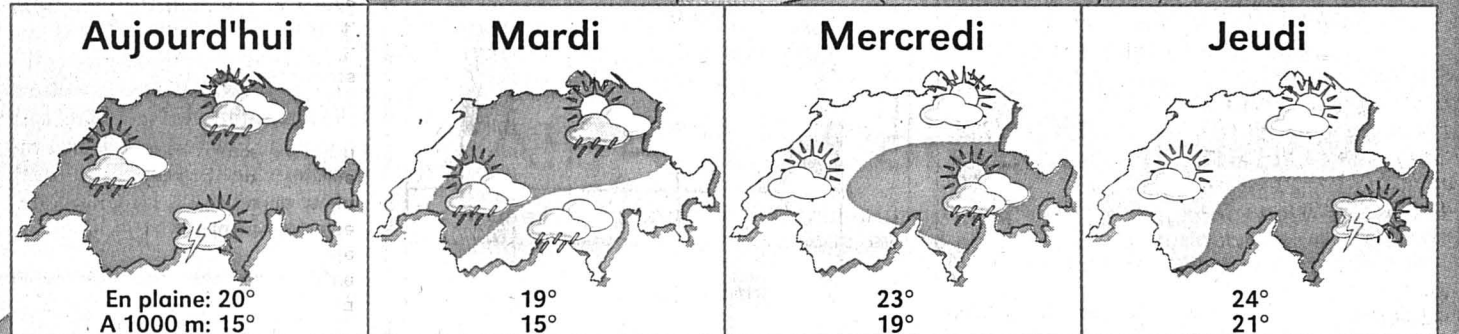 Aujourd'hui
En plaine: 20°
A 1000 m: 15°
Mardi
19°
15°
Mercredi
23°
19°
Jeudi
24°
21°